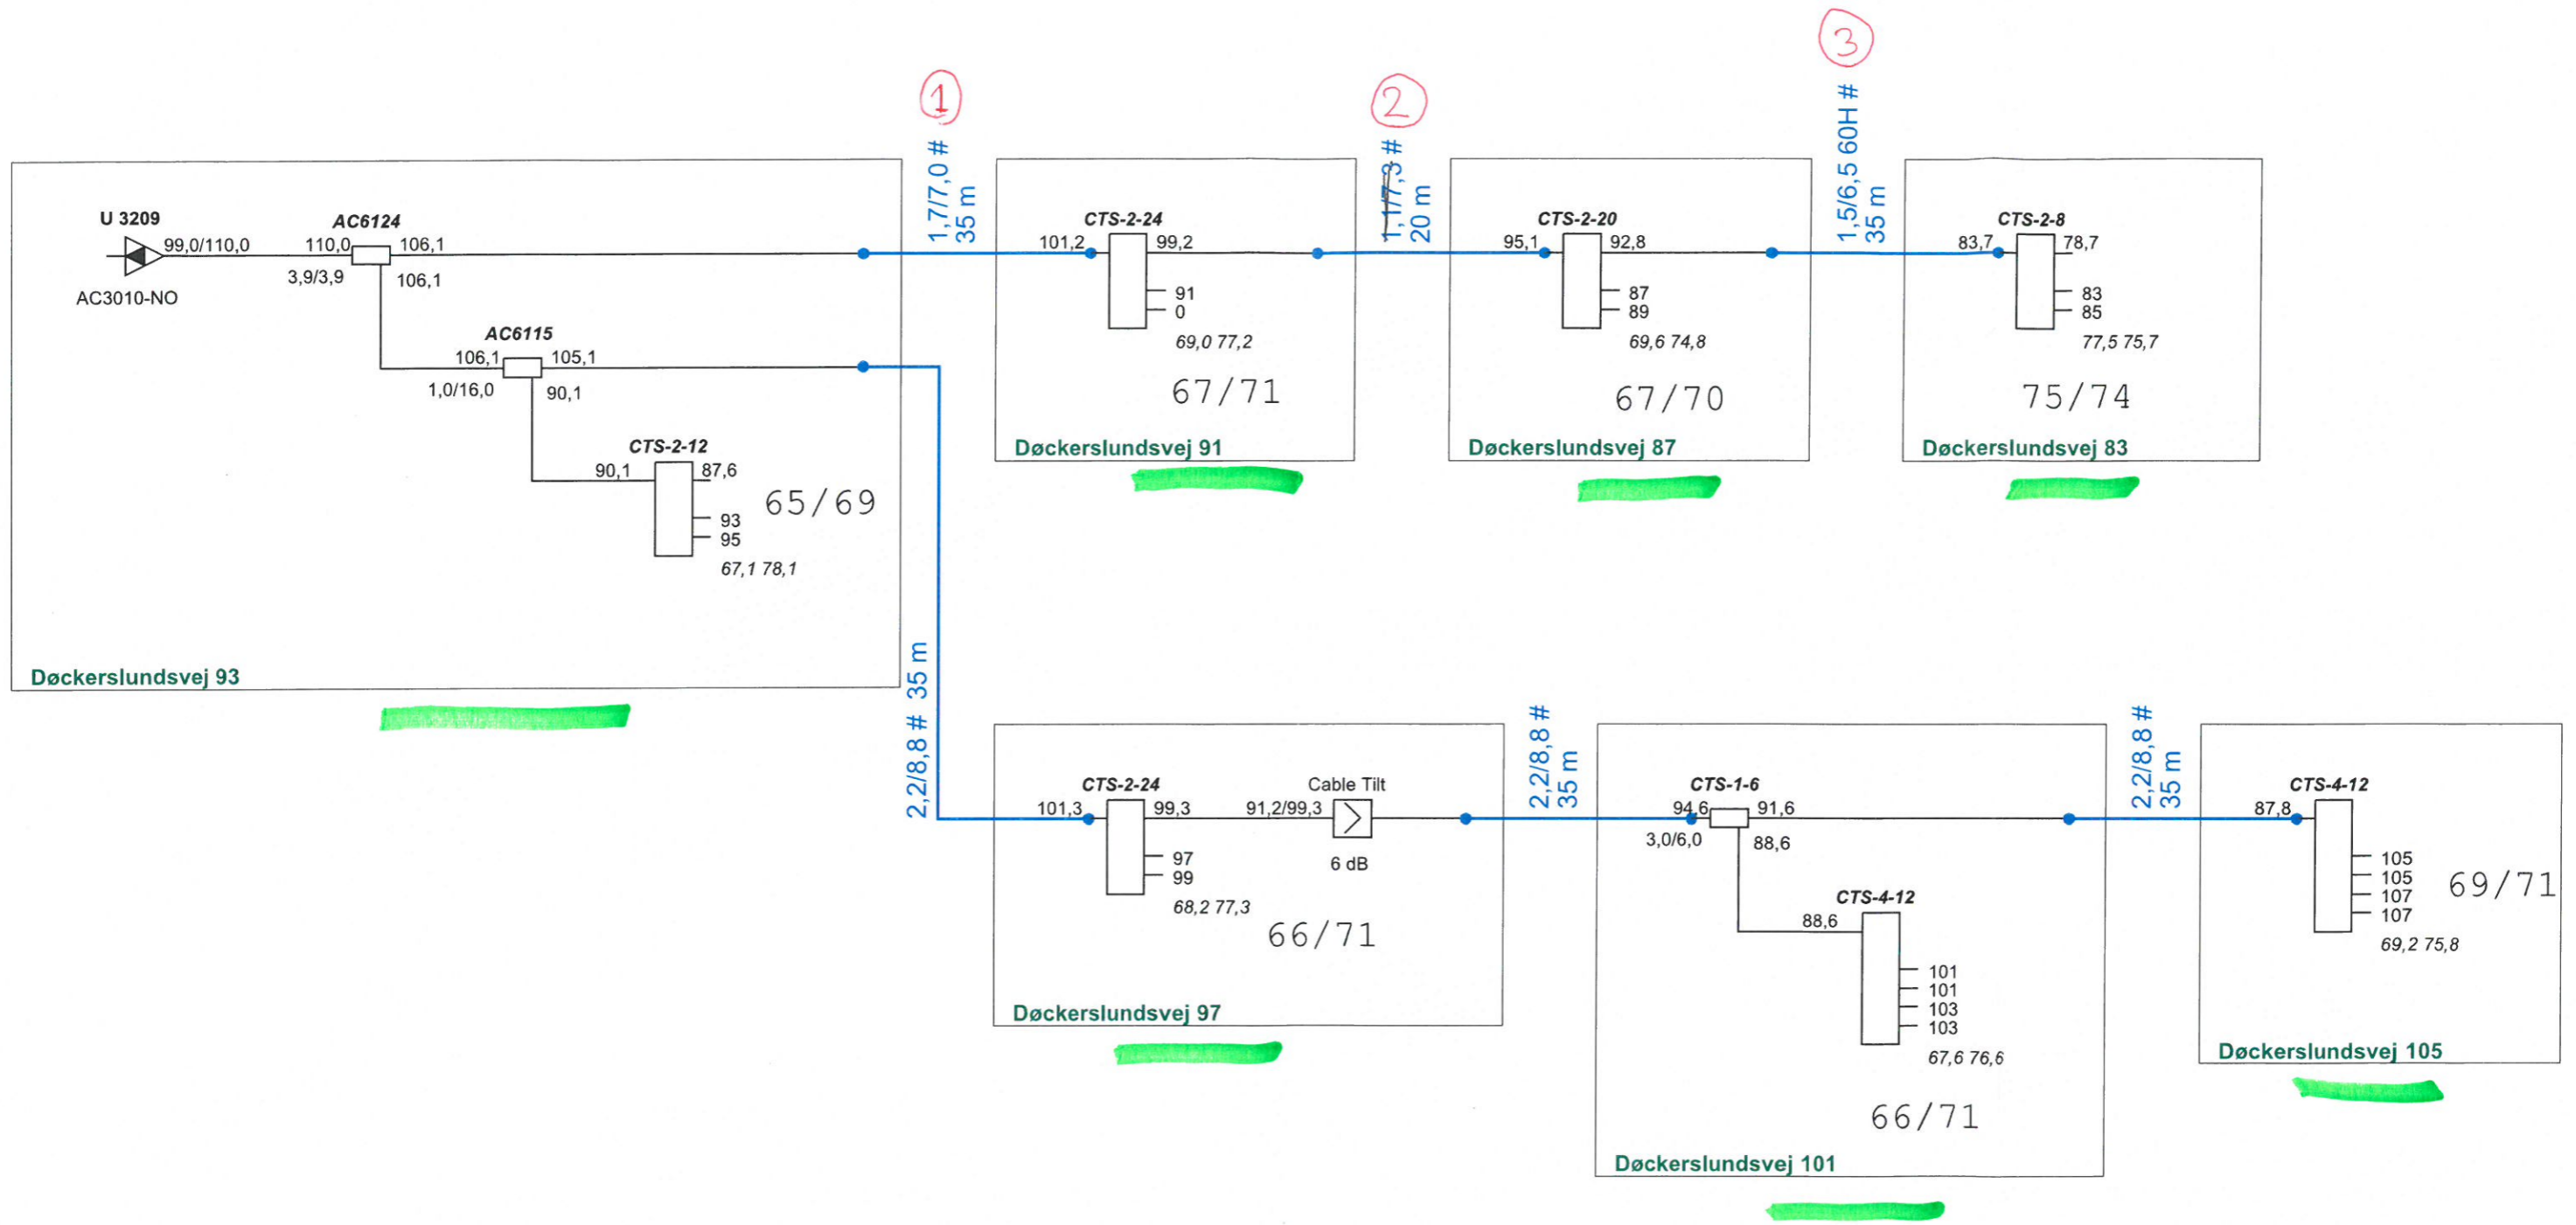 1
2
3
1,7/7,0 #
35 m
1,1/7,3 #
20 m
1,5/6,5 60H #
35 m
U 3209
99,0/110,0
AC3010-NO
AC6124
110,0
106,1
3,9/3,9
106,1
AC6115
106,1
105,1
1,0/16,0
90,1
CTS-2-12
90,1
87,6
93
95
67,1 78,1
65/69
Døckerslundsvej 93
CTS-2-24
101,2
99,2
91
0
69,0 77,2
67/71
Døckerslundsvej 91
CTS-2-20
95,1
92,8
87
89
69,6 74,8
67/70
Døckerslundsvej 87
CTS-2-8
83,7
78,7
83
85
77,5 75,7
75/74
Døckerslundsvej 83
2,2/8,8 # 35 m
CTS-2-24
101,3
99,3
97
99
68,2 77,3
91,2/99,3
Cable Tilt
6 dB
66/71
Døckerslundsvej 97
2,2/8,8 #
35 m
CTS-1-6
94,6
91,6
3,0/6,0
88,6
CTS-4-12
88,6
101
101
103
103
67,6 76,6
66/71
Døckerslundsvej 101
2,2/8,8 #
35 m
CTS-4-12
87,8
105
105
107
107
69,2 75,8
69/71
Døckerslundsvej 105